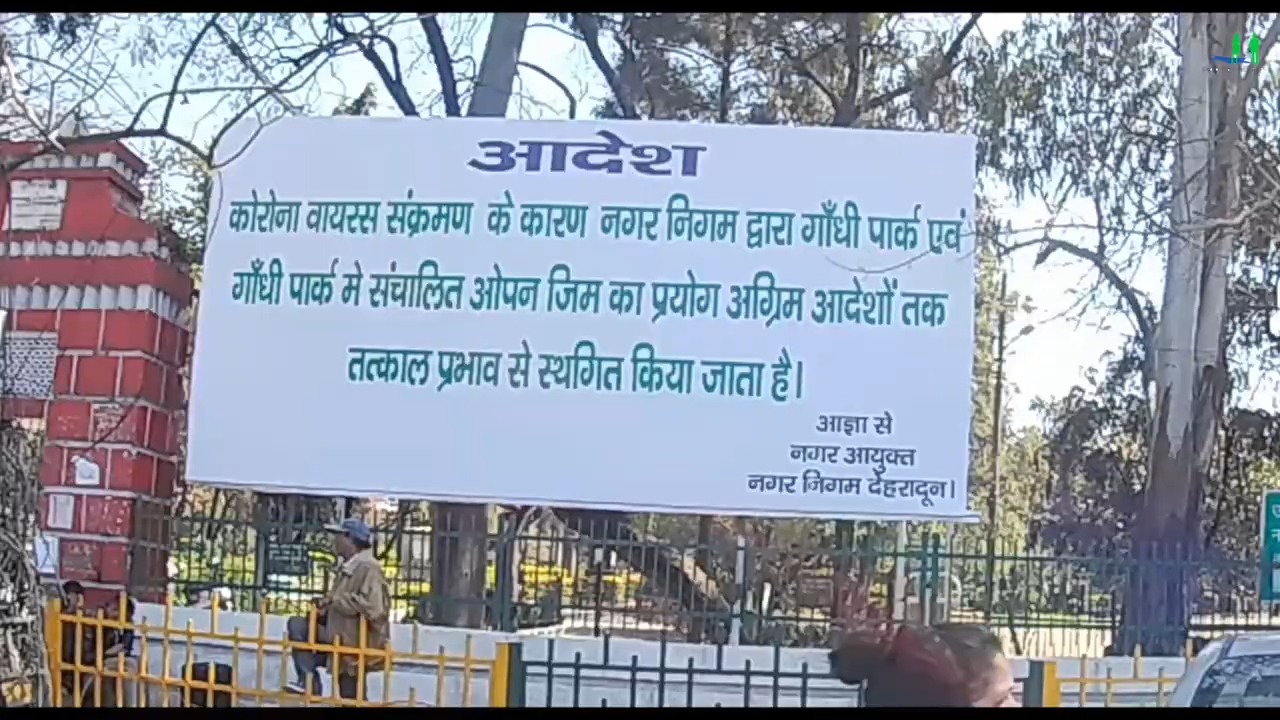 आदेश
कोरोना वायरस संक्रमण के कारण नगर निगम द्वारा गाँधी पार्क एवं
गाँधी पार्क मे संचालित ओपन जिम का प्रयोग अग्रिम आदेशों तक
तत्काल प्रभाव से स्थगित किया जाता है।
आज्ञा से
नगर आयुक्त
नगर निगम देहरादून।